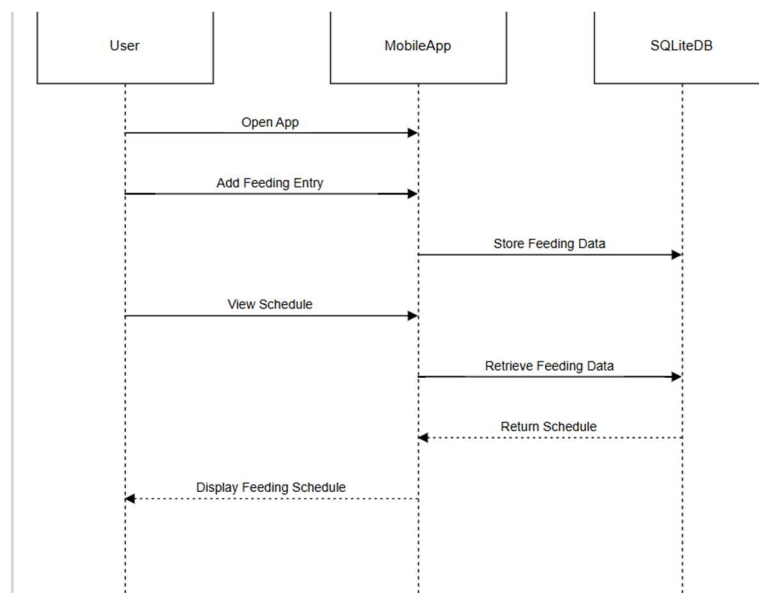 User
MobileApp
SQLiteDB
Open App
Add Feeding Entry
Store Feeding Data
View Schedule
Retrieve Feeding Data
Return Schedule
Display Feeding Schedule